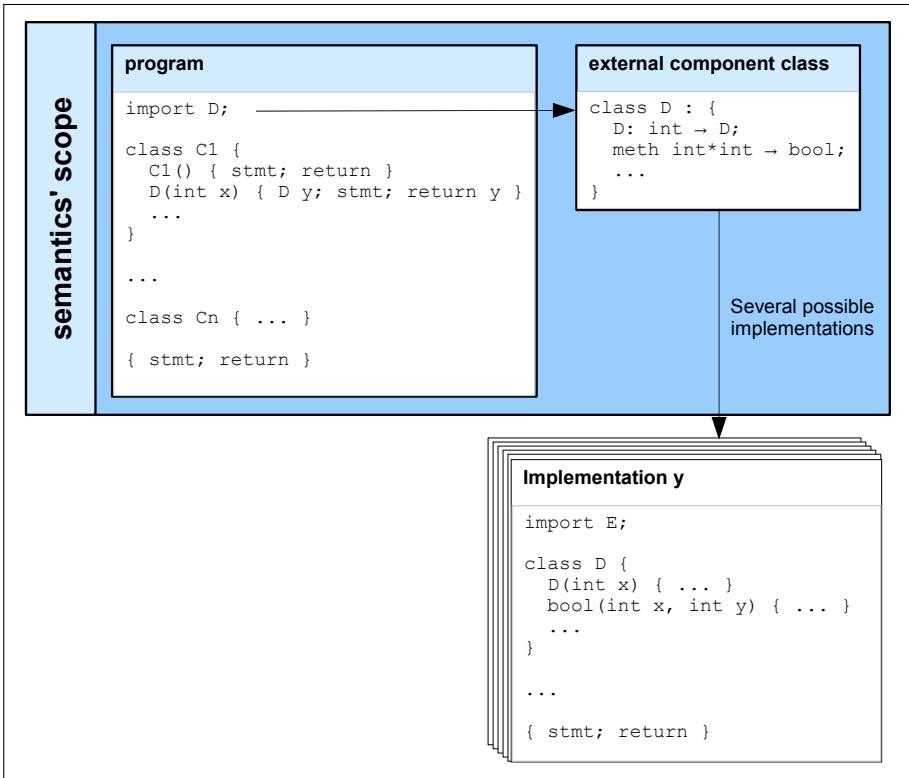 semantics' scope
program
import D;
class C1 {
C1() { stmt; return }
D(int x) { D y; stmt; return y }
...
}
...
class Cn { ... }
{ stmt; return }
external component class
class D : {
D: int → D;
meth int*int → bool;
...
}
Several possible
implementations
Implementation y
import E;
class D {
D(int x) { ... }
bool(int x, int y) { ... }
...
}
...
{ stmt; return }